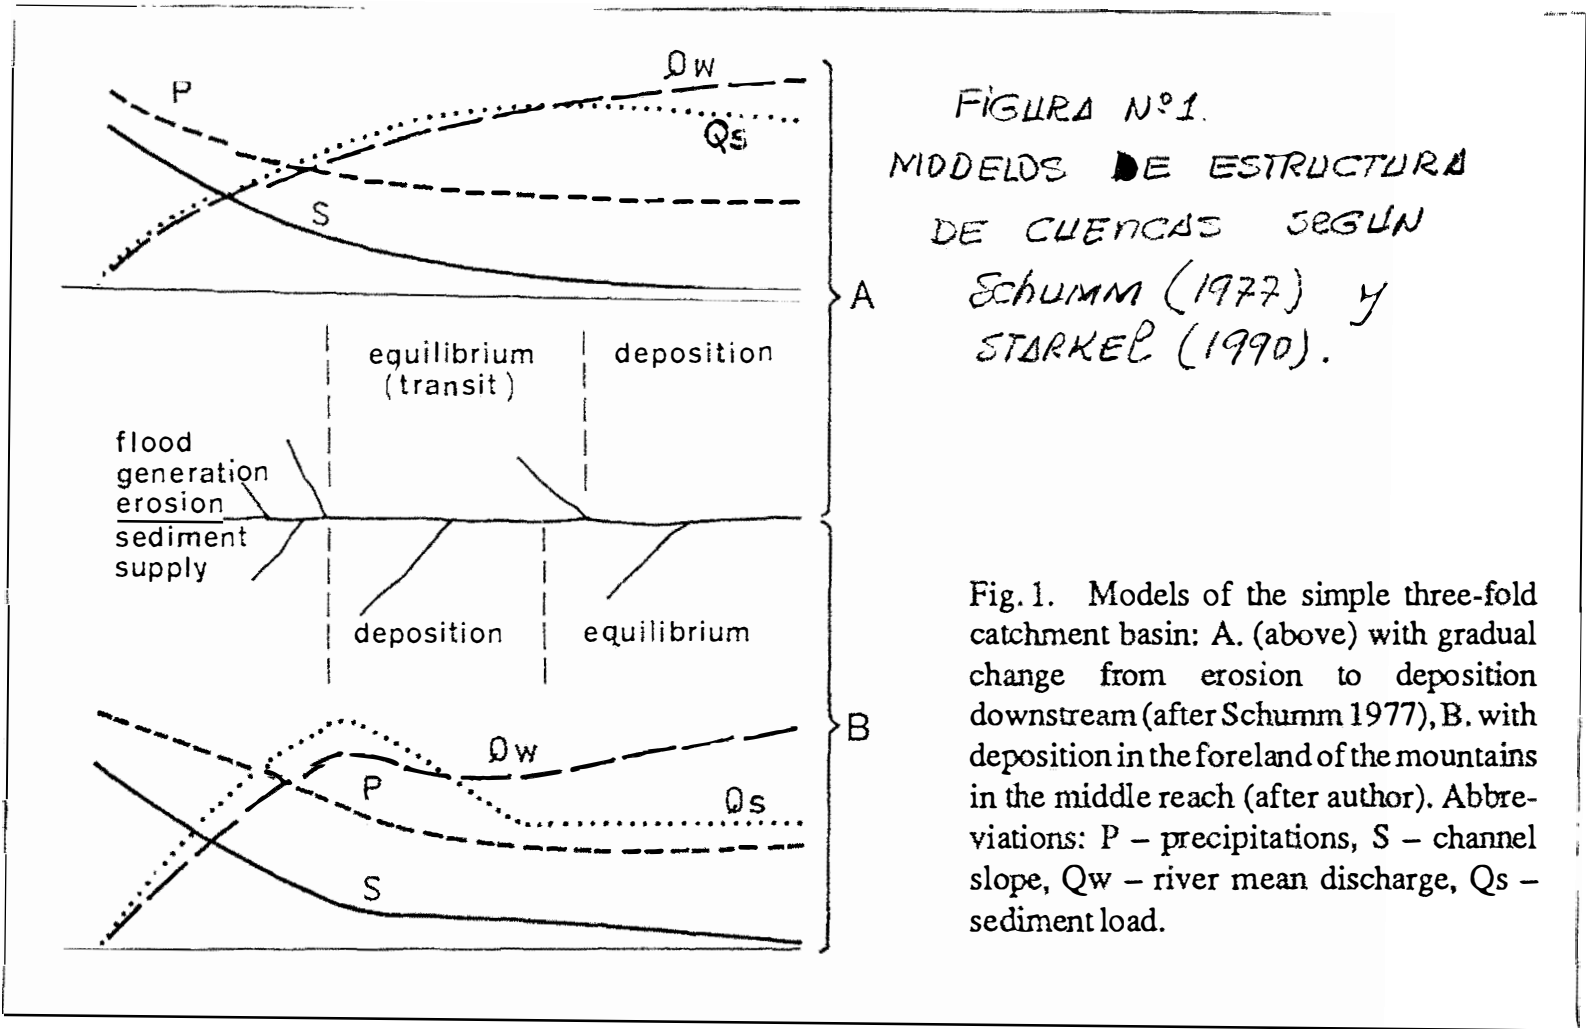 P
Qw
Qs
S
A
equilibrium
(transit)
deposition
flood
generation
erosion
sediment
supply
deposition
equilibrium
B
Qw
P
Qs
S
FiGURA Nº1.
MODELOS DE ESTRUCTURA
DE CUENCAS SEGÚN
Schumm (1977) y
STARKEL (1990).
Fig. 1. Models of the simple three-fold
catchment basin: A. (above) with gradual
change from erosion to deposition
downstream (after Schumm 1977), B. with
deposition in the foreland of the mountains
in the middle reach (after author). Abbre-
viations: P – precipitations, S – channel
slope, Qw – river mean discharge, Qs –
sediment load.